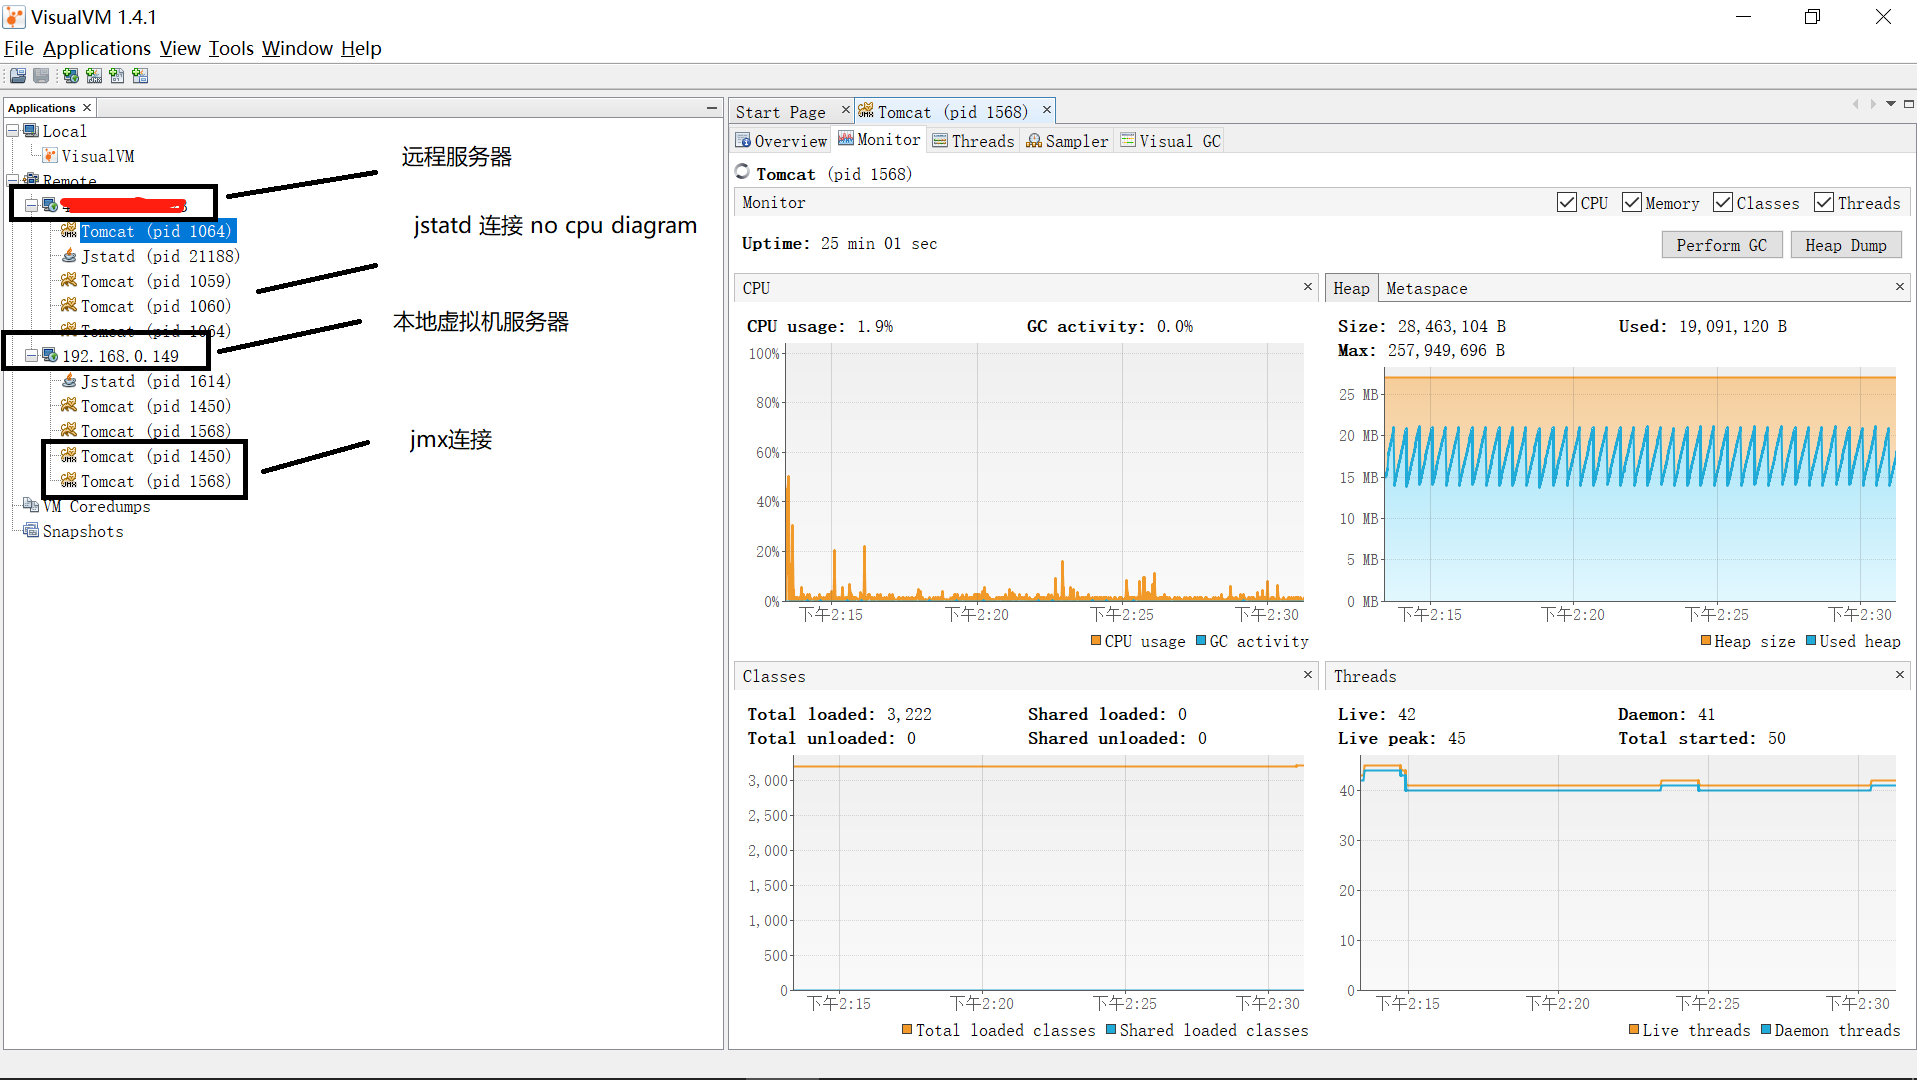 VisualVM 1.4.1
File Applications View Tools Window Help
Applications
Local
VisualVM
Remote
Tomcat (pid 1064)
Jstatd (pid 21188)
Tomcat (pid 1059)
Tomcat (pid 1060)
Tomcat (pid 1064)
192.168.0.149
Jstatd (pid 1614)
Tomcat (pid 1450)
Tomcat (pid 1568)
Tomcat (pid 1450)
Tomcat (pid 1568)
VM Coredumps
Snapshots
远程服务器
jstatd 连接 no cpu diagram
本地虚拟机服务器
jmx连接
Start Page Tomcat (pid 1568)
Overview Monitor Threads Sampler Visual GC
Tomcat (pid 1568)
Monitor CPU Memory Classes Threads
Uptime: 25 min 01 sec Perform GC Heap Dump
CPU
CPU usage: 1.9% GC activity: 0.0%
100%
80%
60%
40%
20%
0%
下午2:15 下午2:20 下午2:25 下午2:30
CPU usage GC activity
Heap Metaspace
Size: 28,463,104 B Used: 19,091,120 B
Max: 257,949,696 B
25 MB
20 MB
15 MB
10 MB
5 MB
0 MB
下午2:15 下午2:20 下午2:25 下午2:30
Heap size Used heap
Classes
Total loaded: 3,222 Shared loaded: 0
Total unloaded: 0 Shared unloaded: 0
3,000
2,500
2,000
1,500
1,000
500
0
下午2:15 下午2:20 下午2:25 下午2:30
Total loaded classes Shared loaded classes
Threads
Live: 42 Daemon: 41
Live peak: 45 Total started: 50
40
30
20
10
0
下午2:15 下午2:20 下午2:25 下午2:30
Live threads Daemon threads